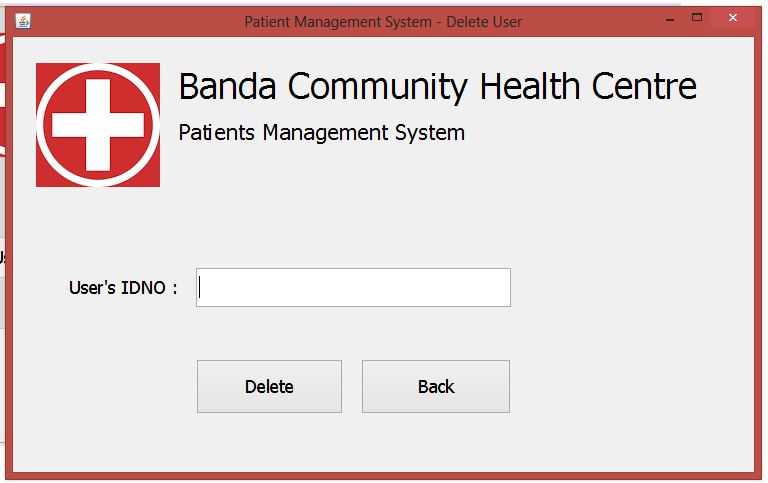 Patient Management System - Delete User
Banda Community Health Centre
Patients Management System
User's IDNO :
Delete
Back